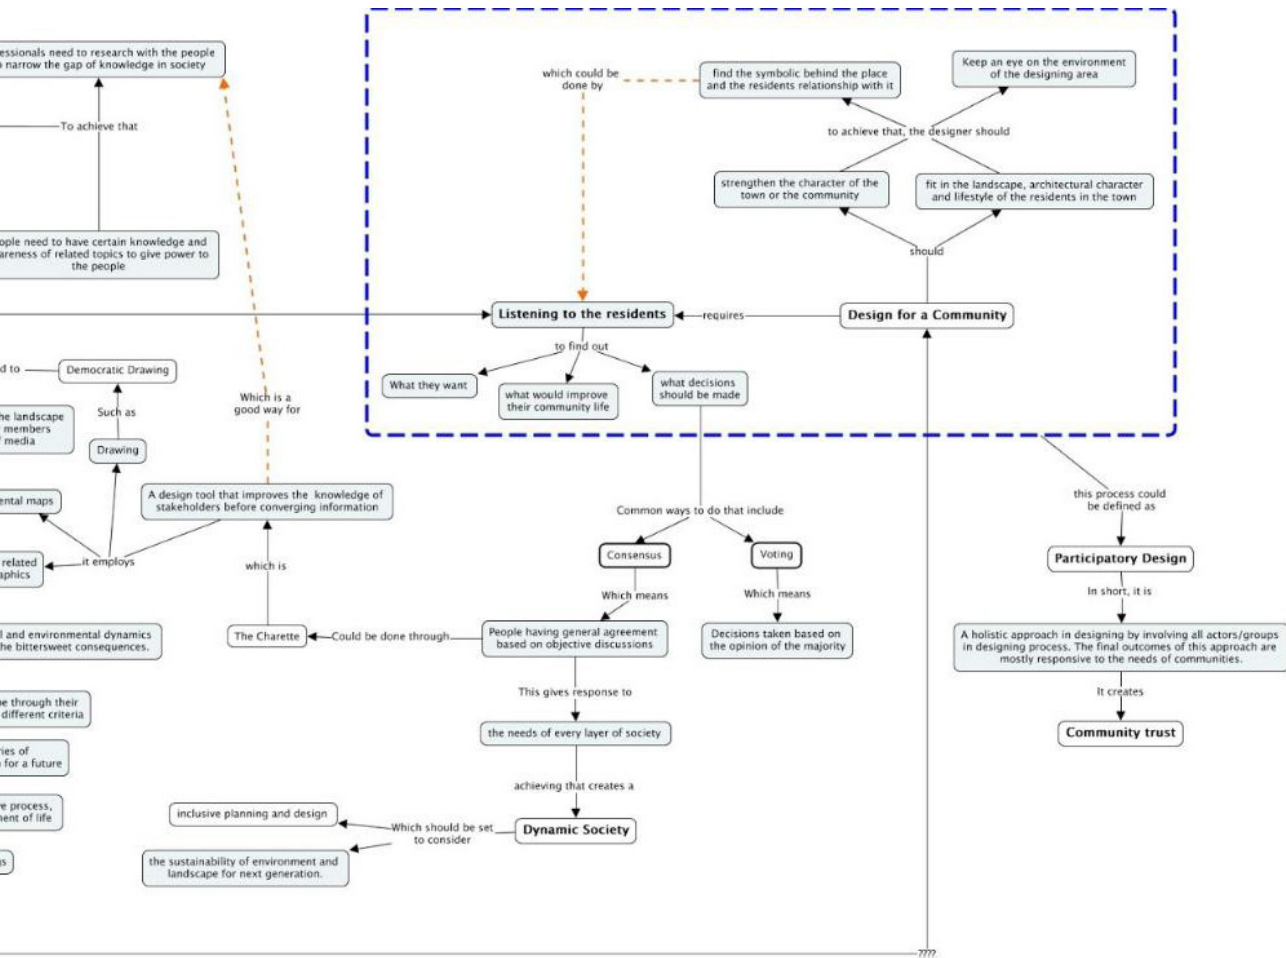 essionals need to research with the people
narrow the gap of knowledge in society
To achieve that
ople need to have certain knowledge and
areness of related topics to give power to
the people
which could be
done by
find the symbolic behind the place
and the residents relationship with it
Keep an eye on the environment
of the designing area
to achieve that, the designer should
strengthen the character of the
town or the community
fit in the landscape, architectural character
and lifestyle of the residents in the town
should
Listening to the residents
requires
Design for a Community
to find out
What they want
what would improve
their community life
what decisions
should be made
d to
Democratic Drawing
Such as
he landscape
members
media
Drawing
Which is a
good way for
ental maps
A design tool that improves the knowledge of
stakeholders before converging information
related
aphics
it employs
which is
Common ways to do that include
Consensus
Voting
Which means
Which means
The Charette
Could be done through
People having general agreement
based on objective discussions
Decisions taken based on
the opinion of the majority
l and environmental dynamics
he bittersweet consequences.
This gives response to
the needs of every layer of society
pe through their
different criteria
ries of
for a future
achieving that creates a
ve process,
ment of life
inclusive planning and design
Which should be set
to consider
Dynamic Society
the sustainability of environment and
landscape for next generation.
gs
this process could
be defined as
Participatory Design
In short, it is
A holistic approach in designing by involving all actors/groups
in designing process. The final outcomes of this approach are
mostly responsive to the needs of communities.
It creates
Community trust
????